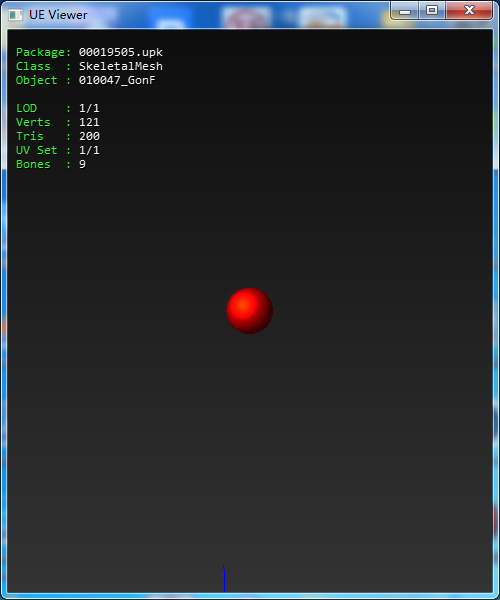 UE Viewer
Package: 00019505.upk
Class : SkeletalMesh
Object : 010047_GonF
LOD : 1/1
Verts : 121
Tris : 200
UV Set : 1/1
Bones : 9